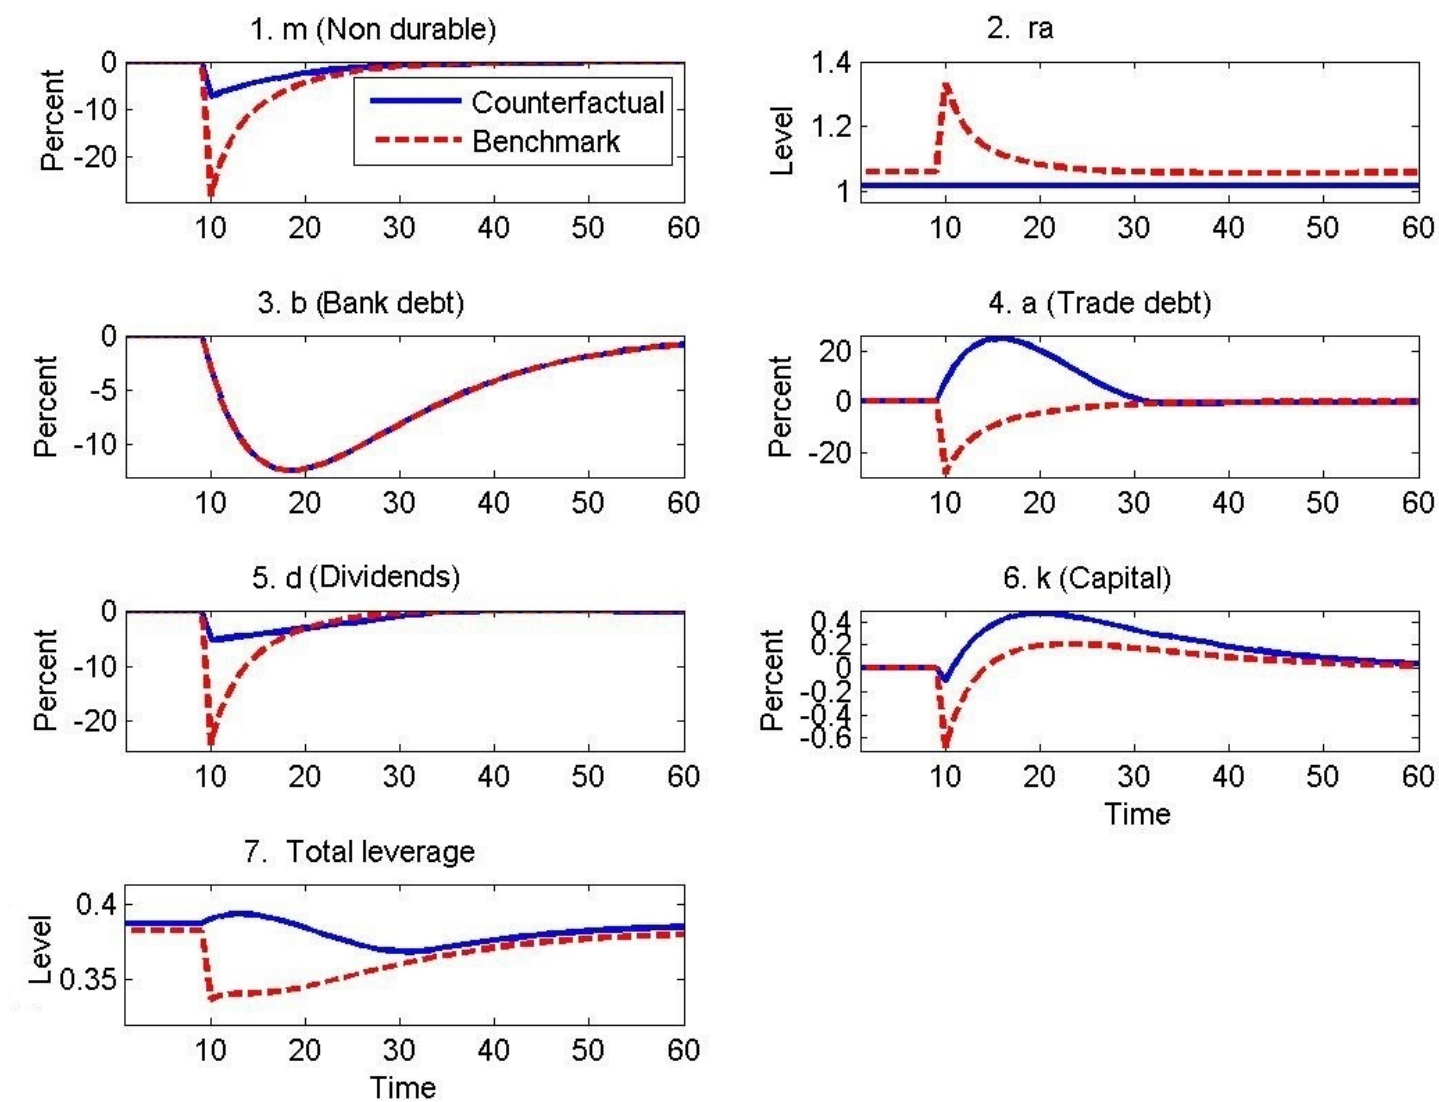 1. m (Non durable)
0
-10
-20
Percent
Counterfactual
Benchmark
10 20 30 40 50 60
2. ra
1.4
1.2
1
Level
10 20 30 40 50 60
3. b (Bank debt)
0
-5
-10
Percent
10 20 30 40 50 60
4. a (Trade debt)
20
0
-20
Percent
10 20 30 40 50 60
5. d (Dividends)
0
-10
-20
Percent
10 20 30 40 50 60
6. k (Capital)
0.4
0.2
0
-0.2
-0.4
-0.6
Percent
10 20 30 40 50 60
Time
7. Total leverage
0.4
0.35
Level
10 20 30 40 50 60
Time